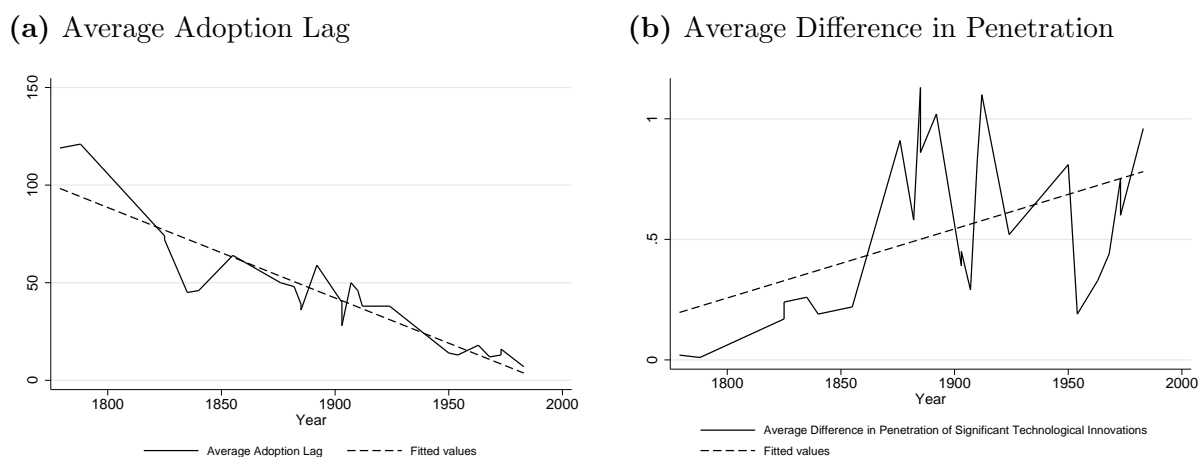 (a) Average Adoption Lag
150
100
50
0
1800
1850
1900
1950
2000
Year
Average Adoption Lag
Fitted values
(b) Average Difference in Penetration
1
.5
0
1800
1850
1900
1950
2000
Year
Average Difference in Penetration of Significant Technological Innovations
Fitted values